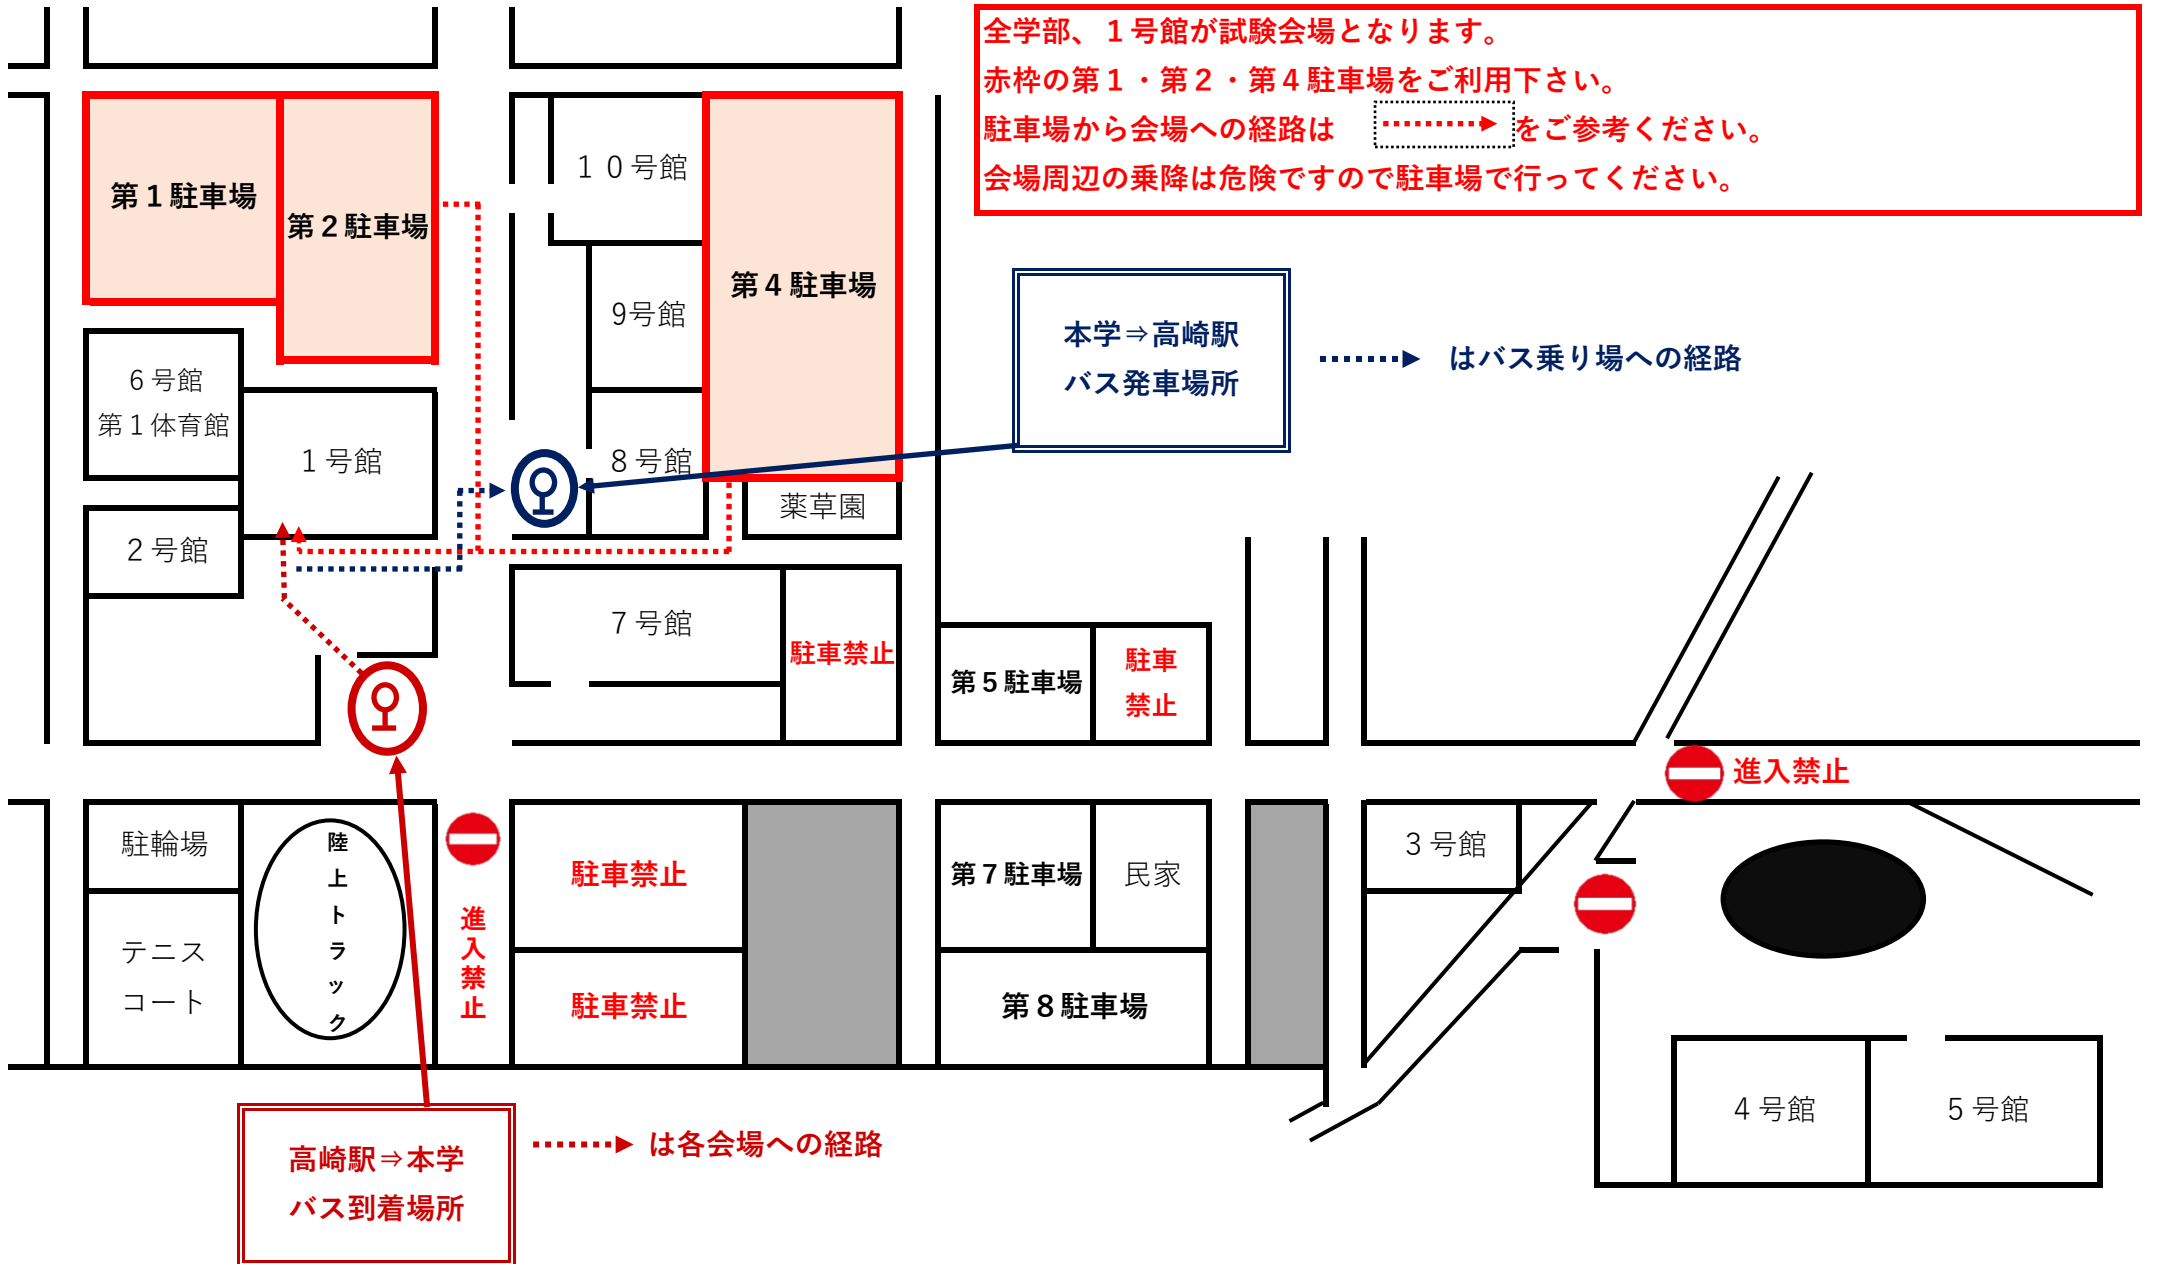 全学部、１号館が試験会場となります。
赤枠の第１・第２・第４駐車場をご利用下さい。
駐車場から会場への経路は　をご参考ください。
会場周辺の乗降は危険ですので駐車場で行ってください。
第１駐車場
第２駐車場
１０号館
9号館
第４駐車場
本学⇒高崎駅
バス発車場所
はバス乗り場への経路
６号館
第１体育館
１号館
８号館
薬草園
２号館
７号館
駐車禁止
第５駐車場
駐車
禁止
進入禁止
駐輪場
テニス
コート
陸上トラック
進入禁止
駐車禁止
駐車禁止
第７駐車場
民家
第８駐車場
３号館
４号館
５号館
高崎駅⇒本学
バス到着場所
は各会場への経路